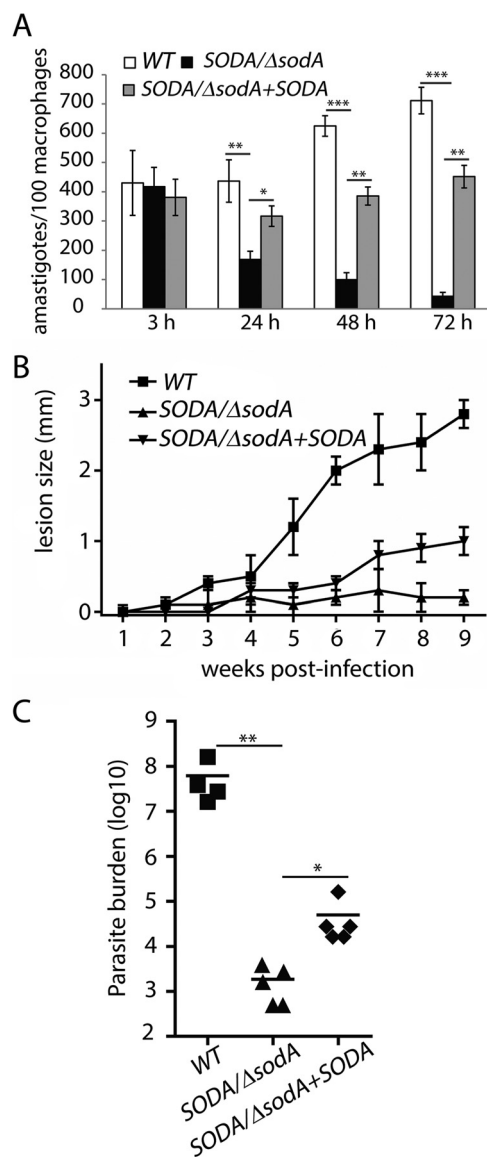 A
WT SODA/ΔsodA
SODA/ΔsodA+SODA
amastigotes/100 macrophages
800
700
600
500
400
300
200
100
0
** * *** ** *** **
3 h 24 h 48 h 72 h
B
WT
SODA/ΔsodA
SODA/ΔsodA+SODA
lesion size (mm)
3
2
1
0
1 2 3 4 5 6 7 8 9
weeks post-infection
C
Parasite burden (log10)
9
8
7
6
5
4
3
2
**
*
WT
SODA/ΔsodA
SODA/ΔsodA+SODA